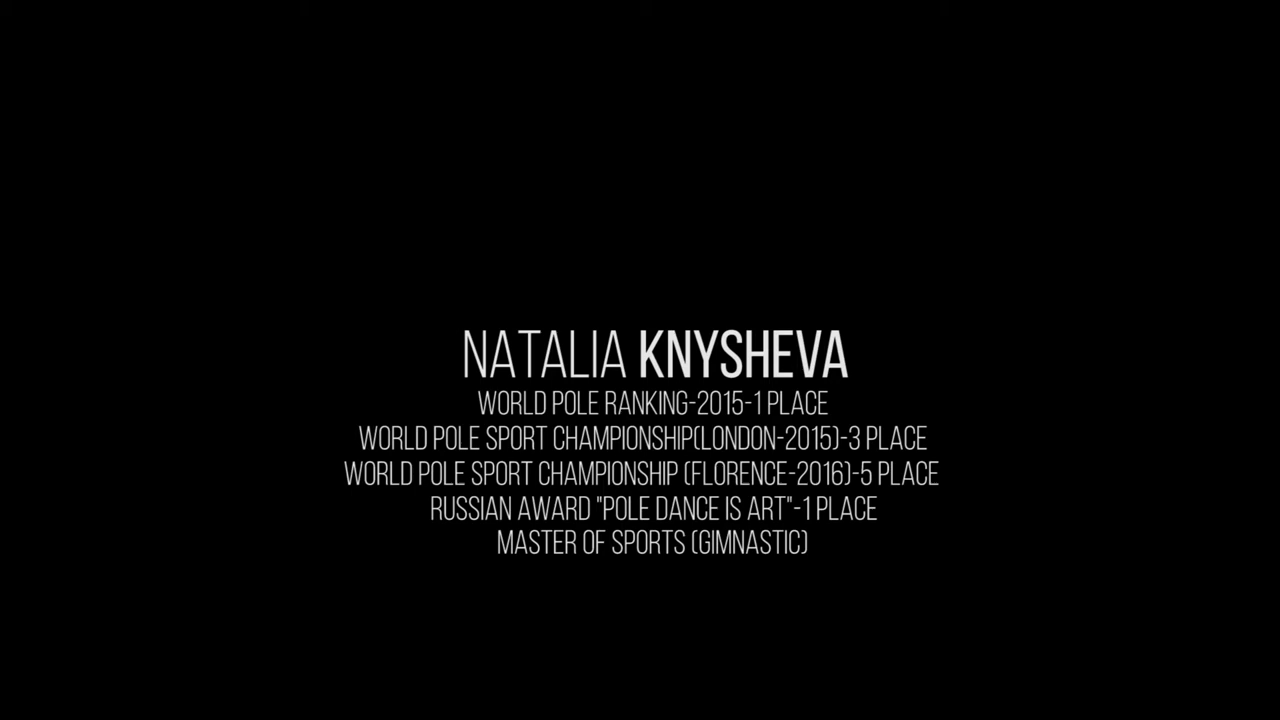 NATALIA KNYSHEVA
WORLD POLE RANKING-2015-1 PLACE
WORLD POLE SPORT CHAMPIONSHIP(LONDON-2015)-3 PLACE
WORLD POLE SPORT CHAMPIONSHIP (FLORENCE-2016)-5 PLACE
RUSSIAN AWARD "POLE DANCE IS ART"-1 PLACE
MASTER OF SPORTS (GIMNASTIC)